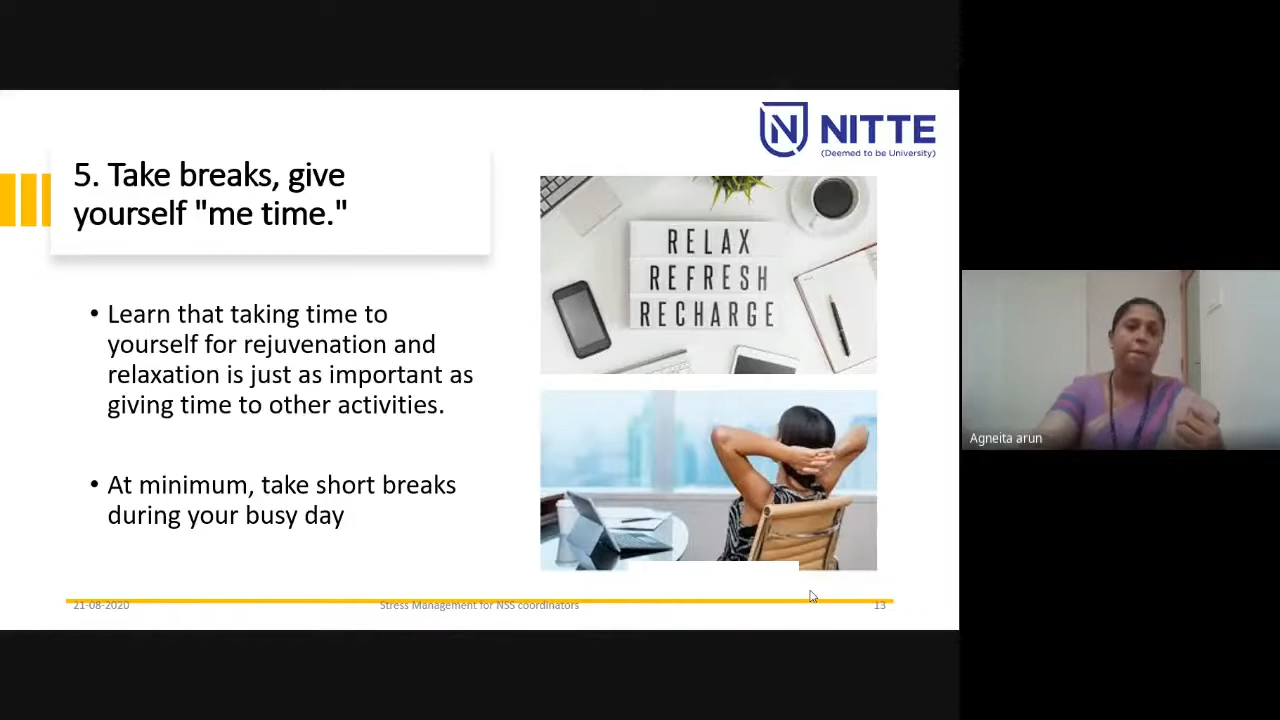 NITTE
(Deemed to be University)
5. Take breaks, give
yourself "me time."
RELAX
REFRESH
RECHARGE
• Learn that taking time to
yourself for rejuvenation and
relaxation is just as important as
giving time to other activities.
• At minimum, take short breaks
during your busy day
Agneita arun
21-08-2020
Stress Management for NSS coordinators
13